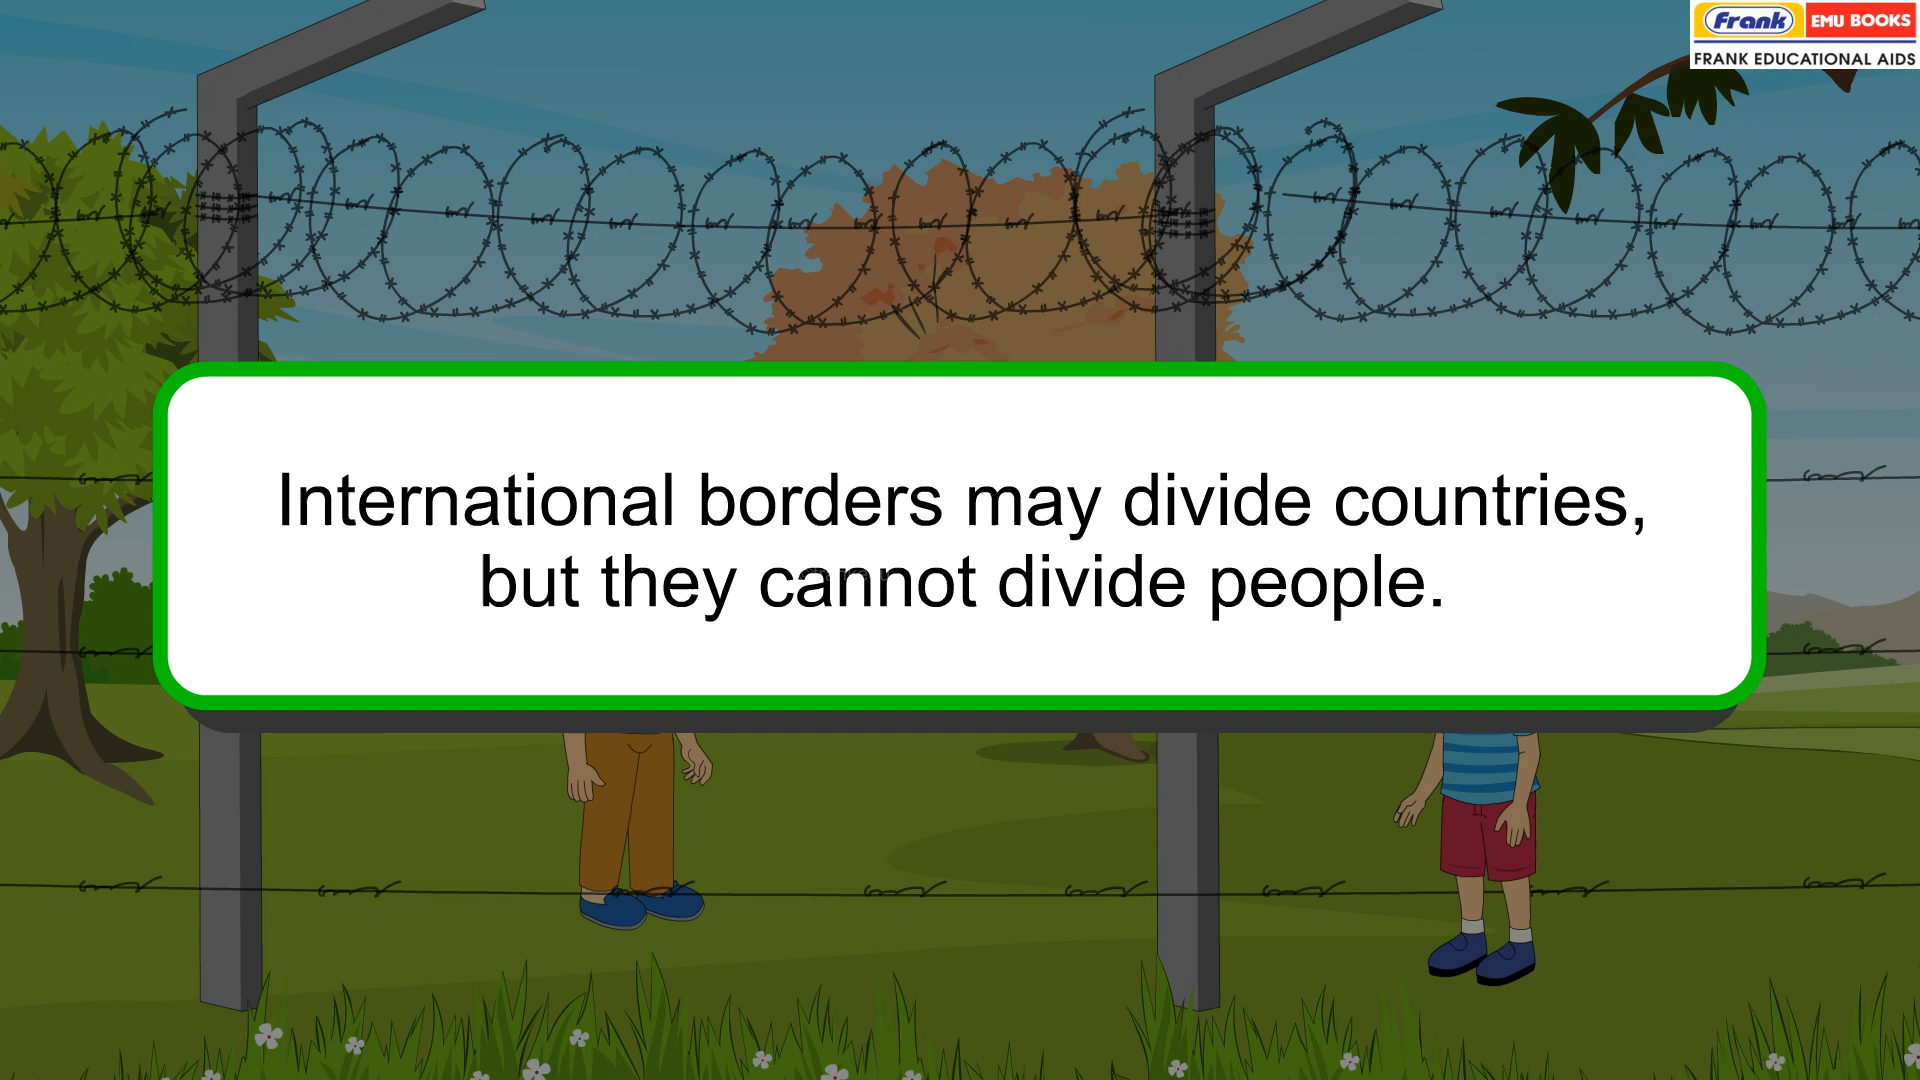 Frank EMU BOOKS
FRANK EDUCATIONAL AIDS
International borders may divide countries,
but they cannot divide people.